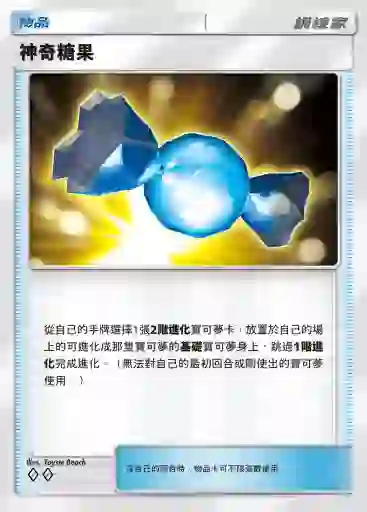 物品
訓練家
神奇糖果
從自己的手牌選擇1張2階進化寶可夢卡,放置於自己的場
上的可進化成那隻寶可夢的基礎寶可夢身上,跳過1階進
化完成進化。(無法對自己的最初回合或剛使出的寶可夢
使用 )
illus. Toyste Beach
在自己的回合時,物品卡可不限張數使用